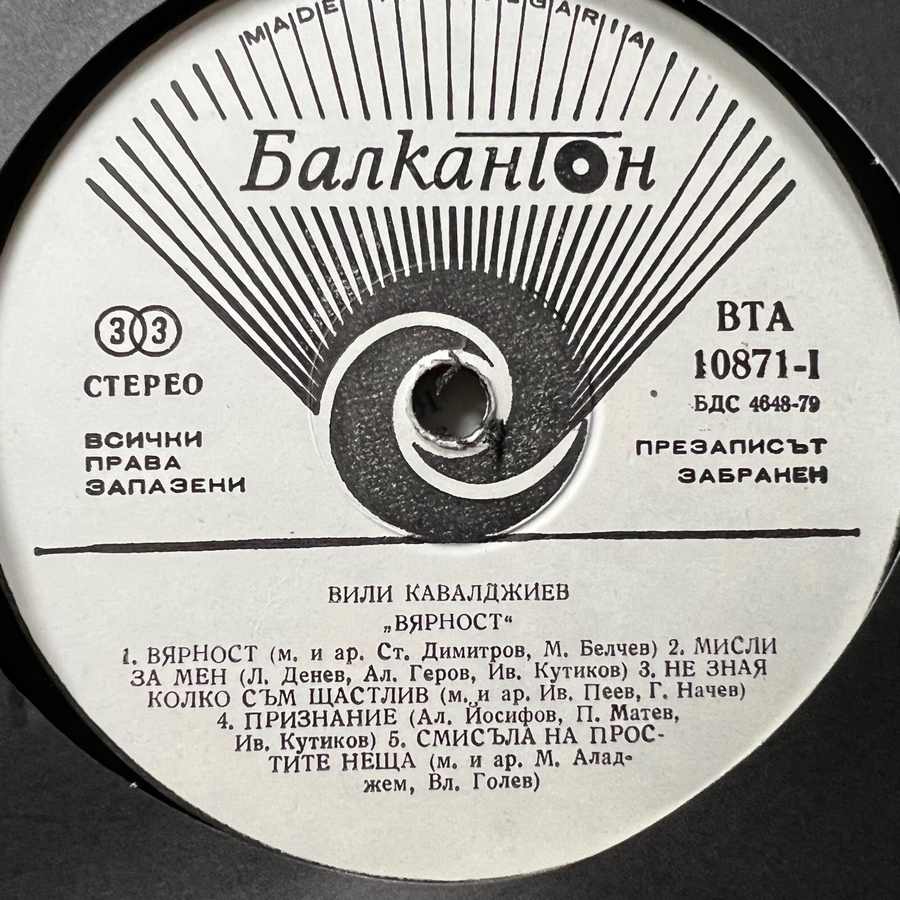 MADE
БАЛКАНТОН
33
СТЕРЕО
ВСИЧКИ
ПРАВА
ЗАПАЗЕНИ
ВТА
10871-I
БДС 4648-79
ПРЕЗАПИСЪТ
ЗАБРАНЕН
ВИЛИ КАВАЛДЖИЕВ
„ВЯРНОСТ“
1. ВЯРНОСТ (м. и ар. Ст. Димитров, М. Белчев) 2. МИСЛИ
ЗА МЕН (Л. Денев, Ал. Геров, Ив. Кутиков) 3. НЕ ЗНАЯ
КОЛКО СЪМ ЩАСТЛИВ (м. и ар. Ив. Пеев, Г. Начев)
4. ПРИЗНАНИЕ (Ал. Йосифов, П. Матев,
Ив. Кутиков) 5. СМИСЪЛА НА ПРОС-
ТИТЕ НЕЩА (м. и ар. М. Алад-
жем, Вл. Голев)